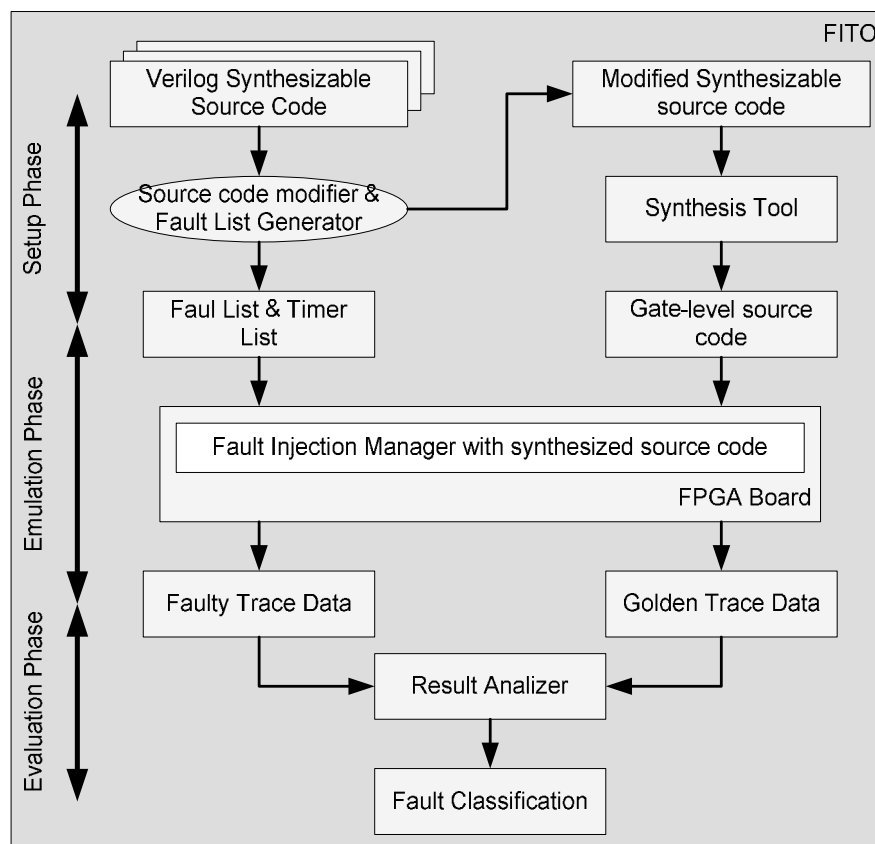 FITO
Verilog Synthesizable
Source Code
Modified Synthesizable
source code
Setup Phase
Source code modifier &
Fault List Generator
Synthesis Tool
Faul List & Timer
List
Gate-level source
code
Emulation Phase
Fault Injection Manager with synthesized source code
FPGA Board
Faulty Trace Data
Golden Trace Data
Evaluation Phase
Result Analizer
Fault Classification